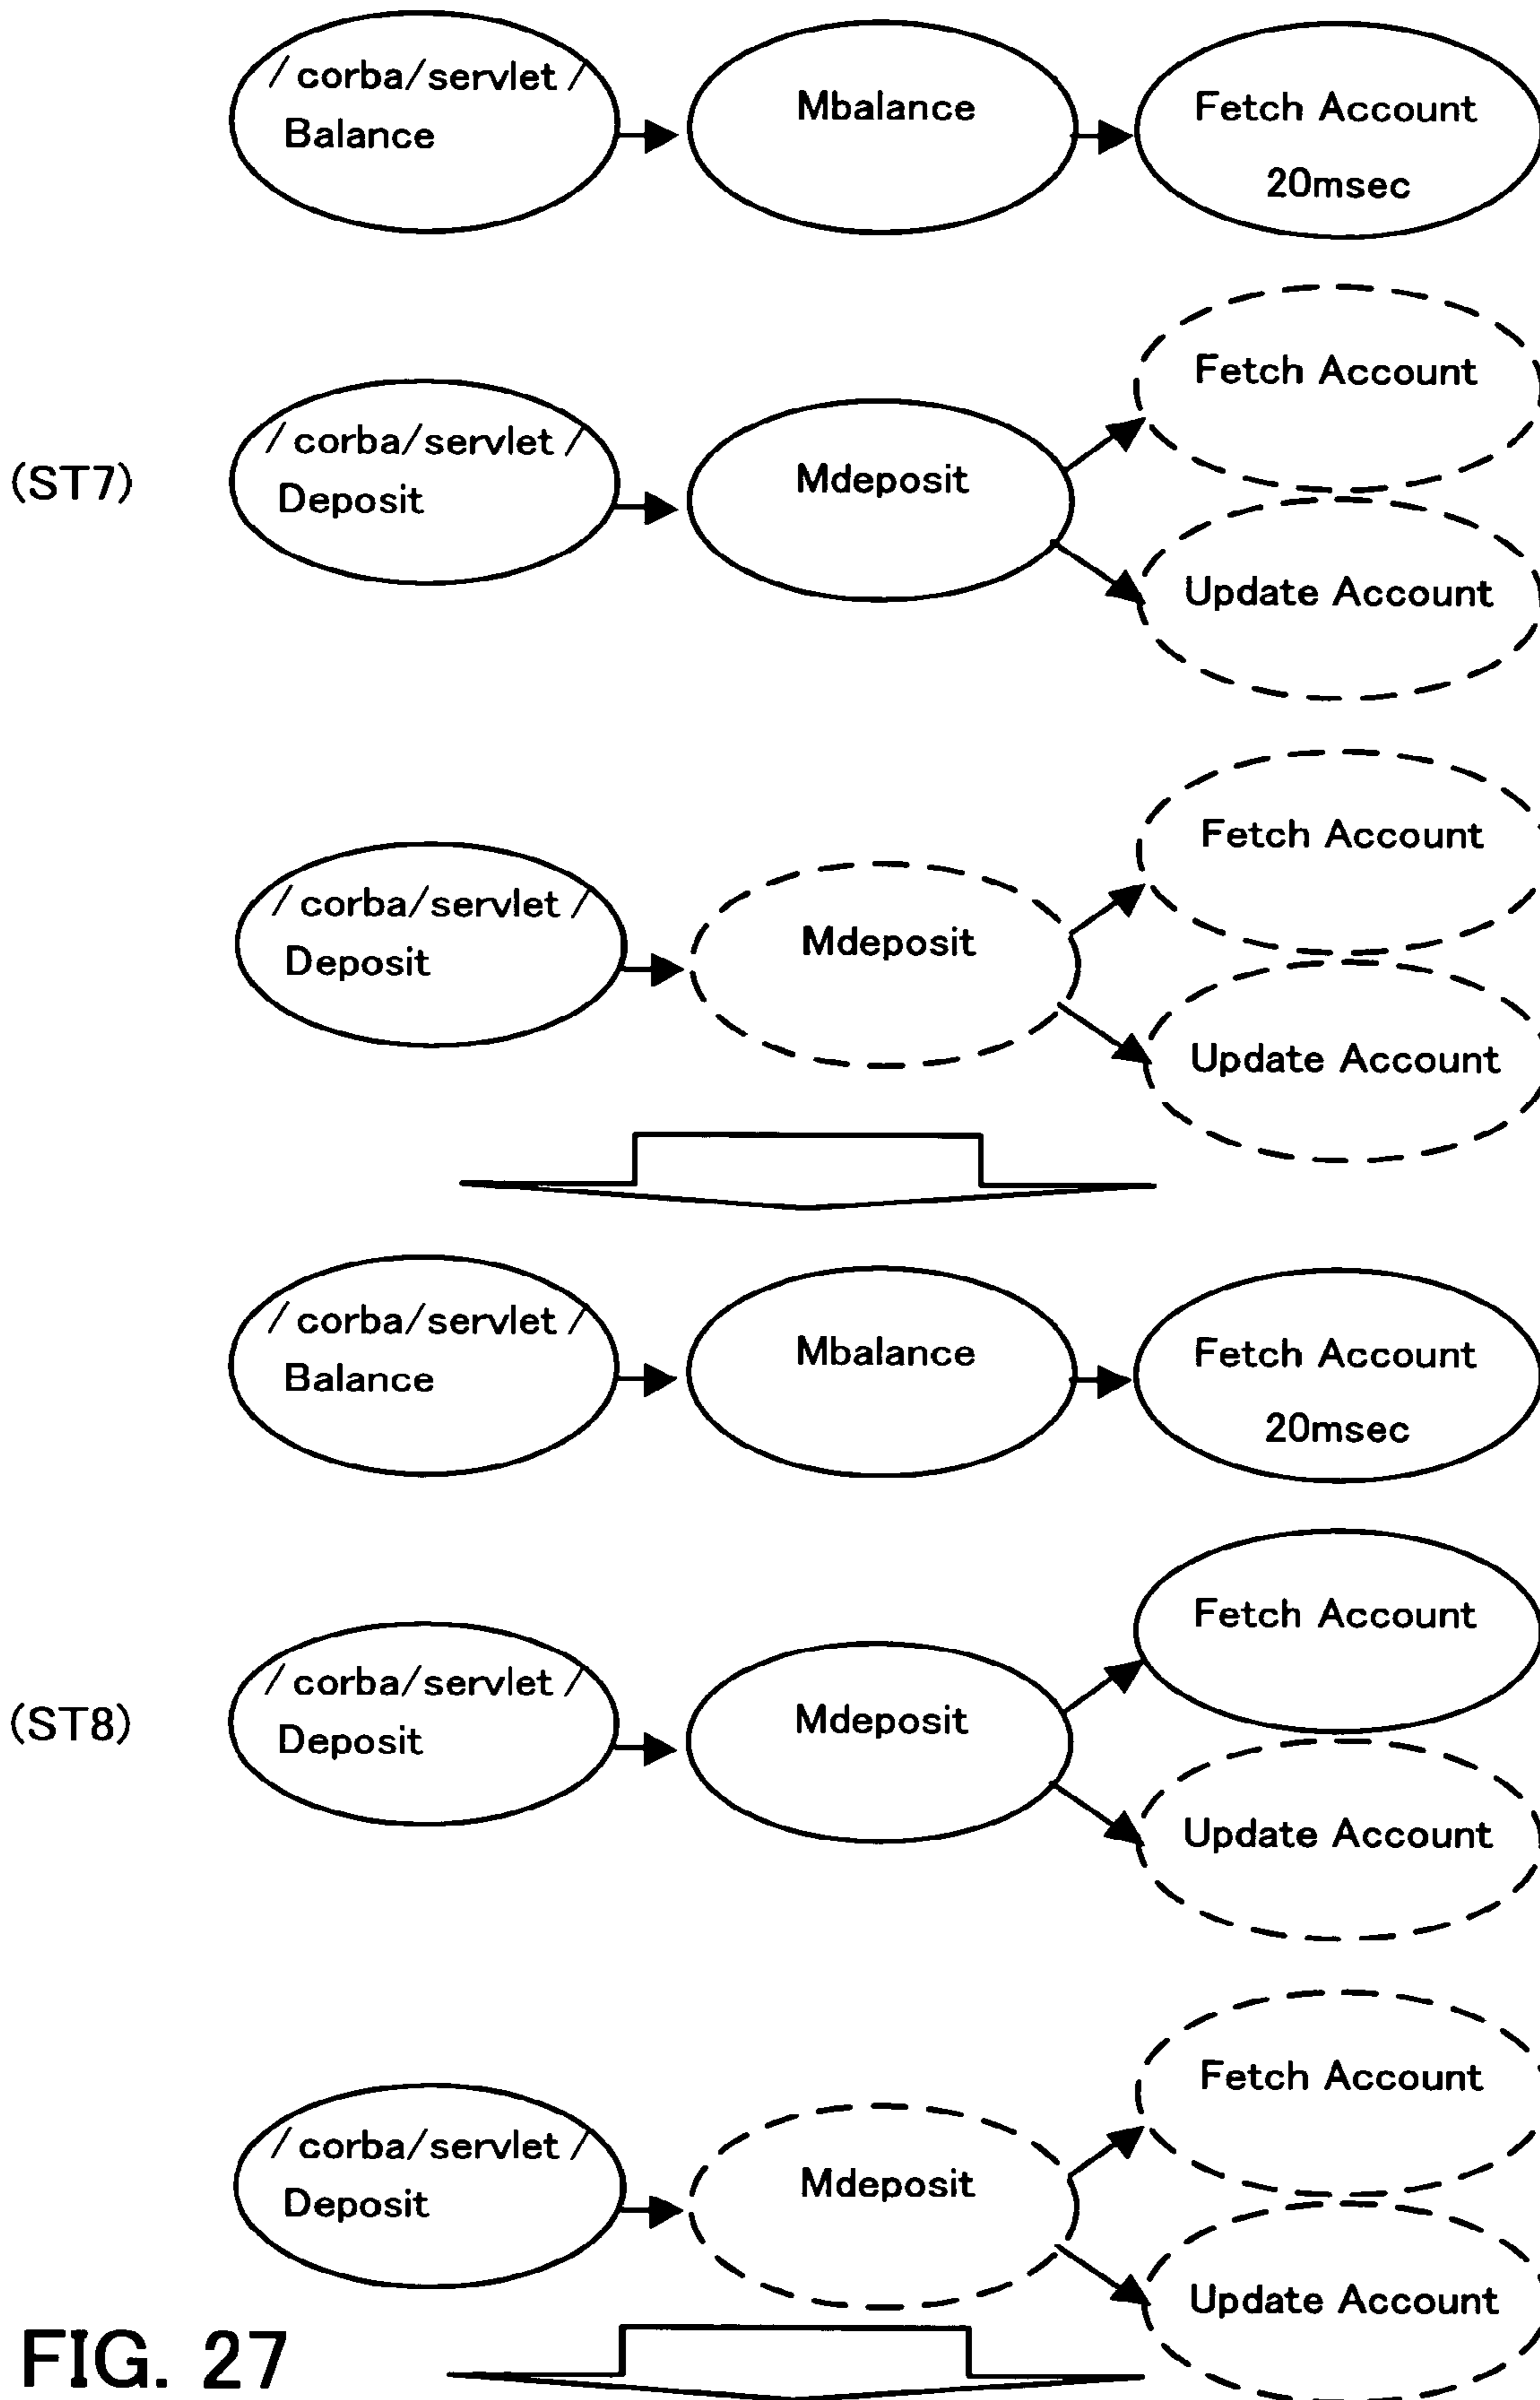 / corba/servlet /
Balance
Mbalance
Fetch Account
20msec
(ST7)
/ corba/servlet /
Deposit
Mdeposit
Fetch Account
Update Account
/ corba/servlet /
Deposit
Mdeposit
Fetch Account
Update Account
/ corba/servlet /
Balance
Mbalance
Fetch Account
20msec
(ST8)
/ corba/servlet /
Deposit
Mdeposit
Fetch Account
Update Account
/ corba/servlet /
Deposit
Mdeposit
Fetch Account
Update Account
FIG. 27